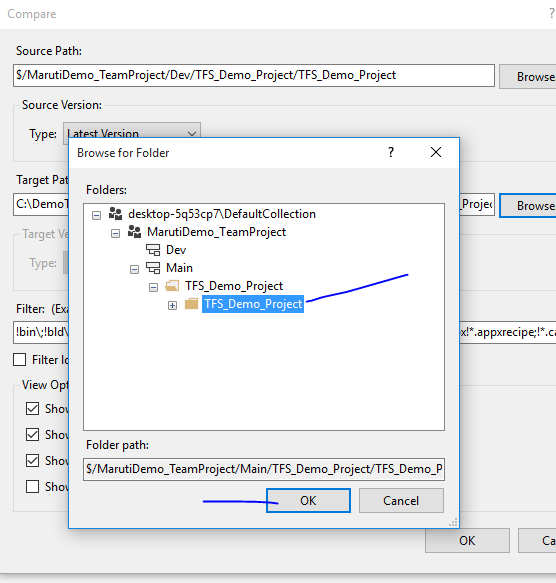 Compare
?
Source Path:
$/MarutiDemo_TeamProject/Dev/TFS_Demo_Project/TFS_Demo_Project
Browse
Source Version:
Type: Latest Version
Browse for Folder
?
Target Pat
C:\DemoT
_Projec
Browse
Target Ve
Type:
Folders:
desktop-5q53cp7\DefaultCollection
MarutiDemo_TeamProject
Dev
Main
TFS_Demo_Project
TFS_Demo_Project
Filter: (Exa
!bin\;!bld\
ox!*.appxrecipe;!*.ca
Filter lo
View Opt
Show
Show
Show
Show
Folder path:
$/MarutiDemo_TeamProject/Main/TFS_Demo_Project/TFS_Demo_P
OK
Cancel
OK
Ca